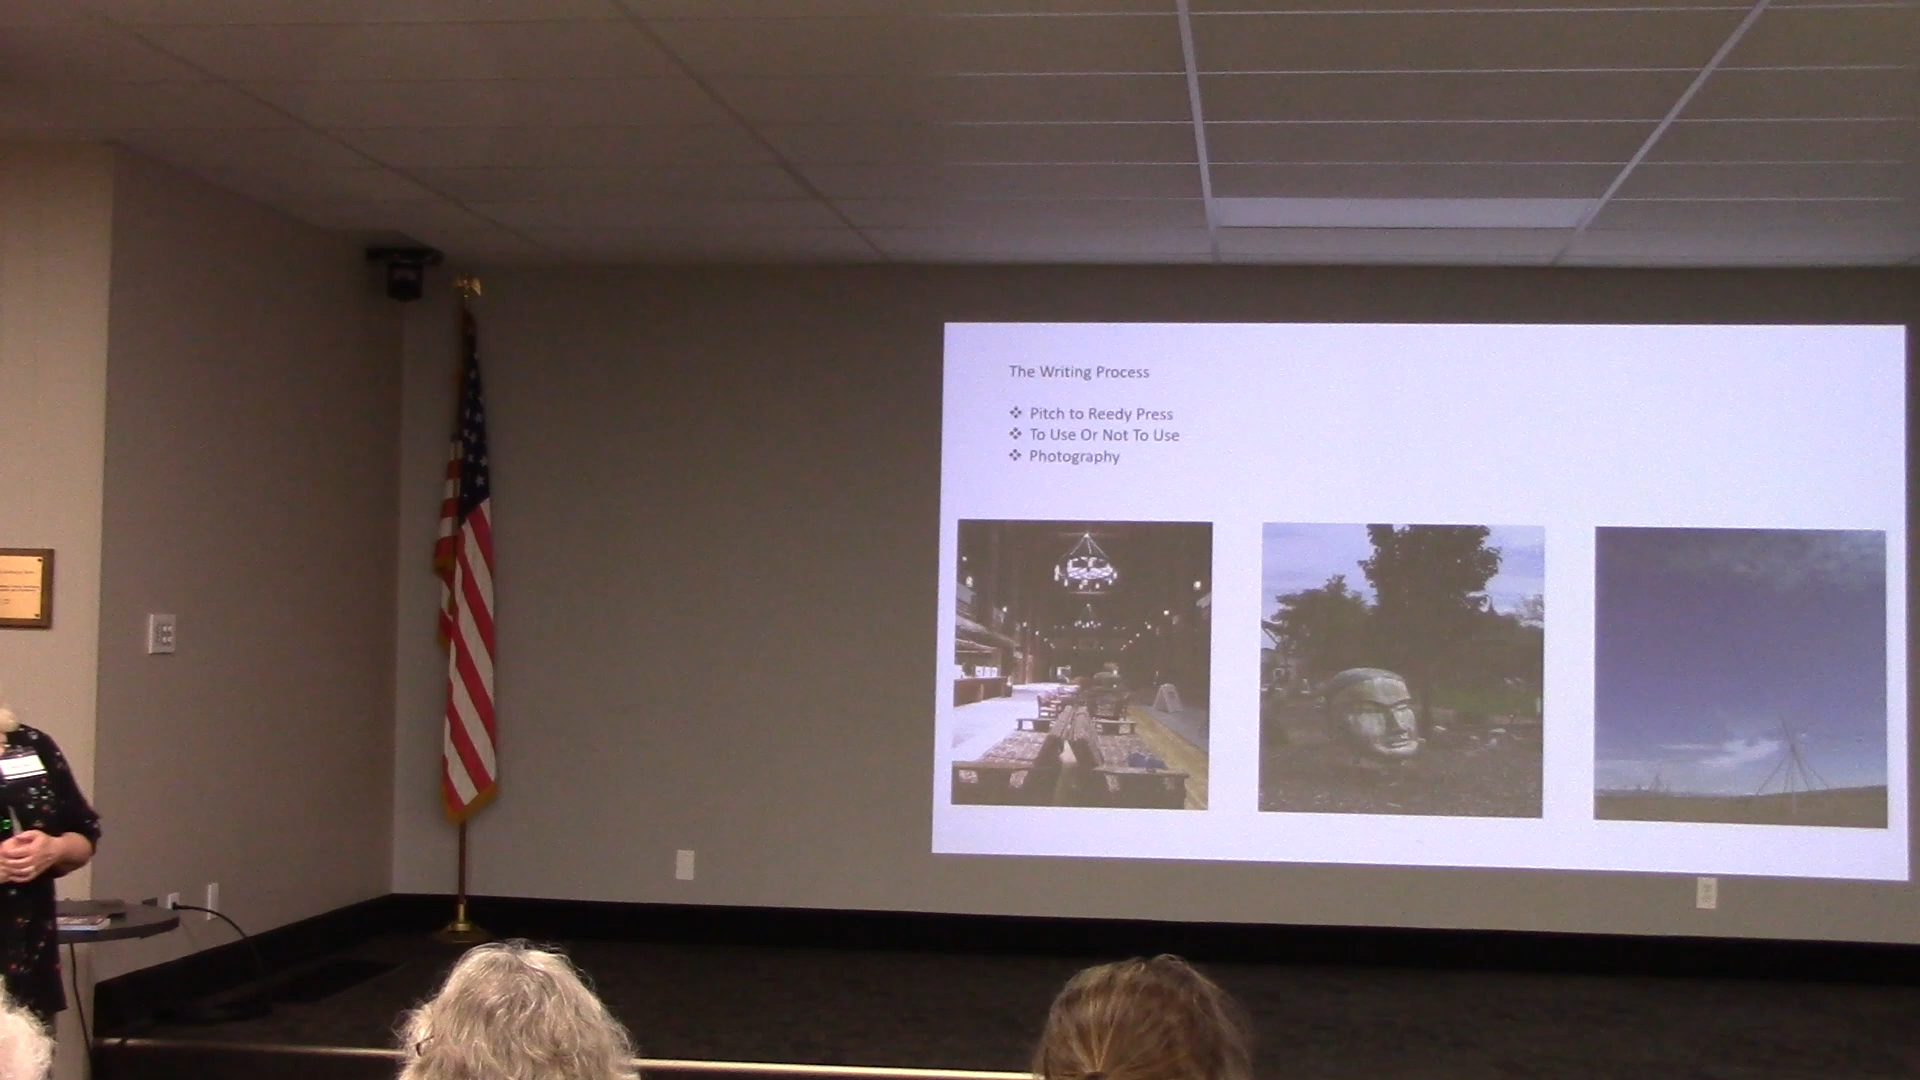 The Writing Process
❖ Pitch to Reedy Press
❖ To Use Or Not To Use
❖ Photography